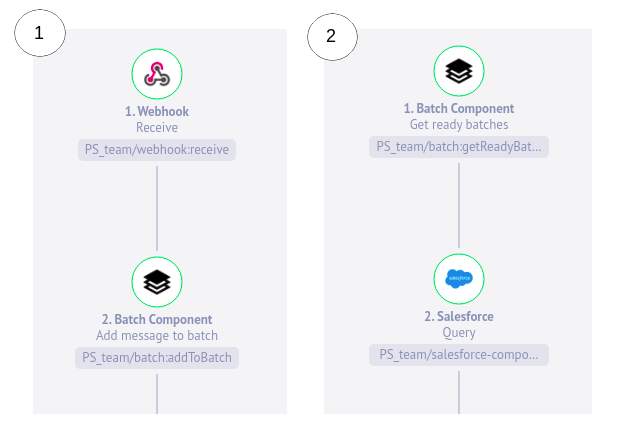 1
1. Webhook
Receive
PS_team/webhook:receive
2. Batch Component
Add message to batch
PS_team/batch:addToBatch
2
1. Batch Component
Get ready batches
PS_team/batch:getReadyBat...
salesforce
2. Salesforce
Query
PS_team/salesforce-compo...